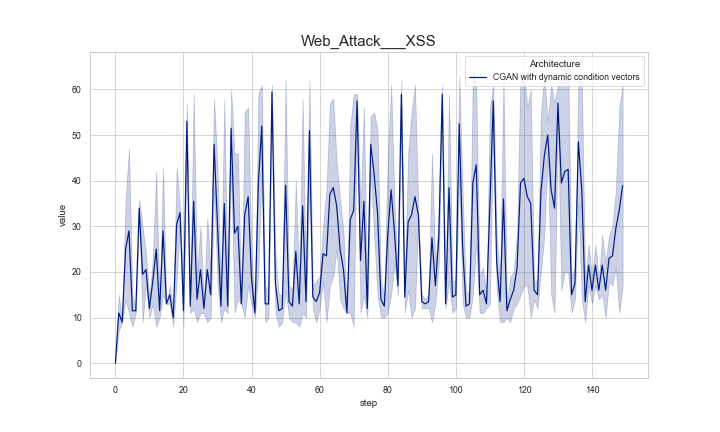 Web_Attack___XSS
Architecture
CGAN with dynamic condition vectors
value
60
50
40
30
20
10
0
0 20 40 60 80 100 120 140
step